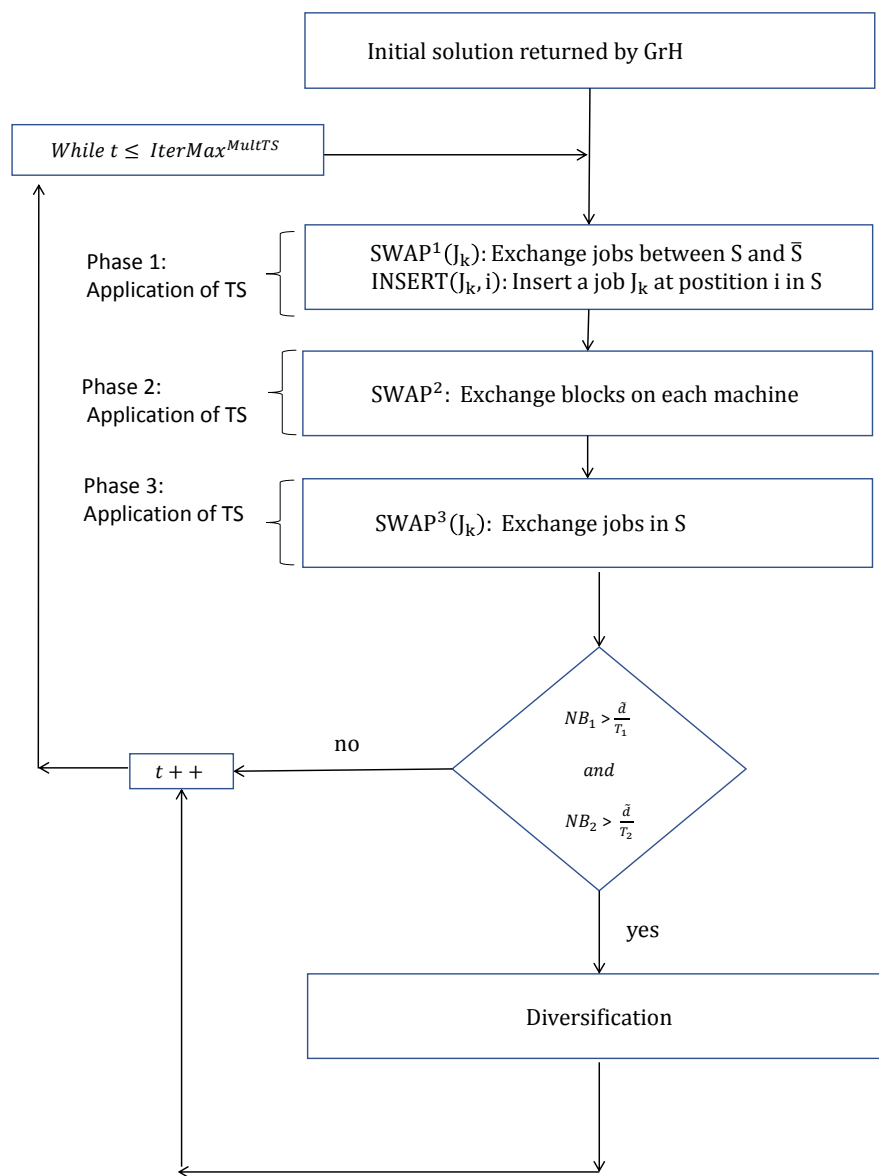 Initial solution returned by GrH
While t ≤ IterMax^{MultTS}
Phase 1:
Application of TS
SWAP¹(J_k): Exchange jobs between S and S̄
INSERT(J_k, i): Insert a job J_k at postition i in S
Phase 2:
Application of TS
SWAP²: Exchange blocks on each machine
Phase 3:
Application of TS
SWAP³(J_k): Exchange jobs in S
NB₁ > d̃/T₁
and
NB₂ > d̃/T₂
no
t + +
yes
Diversification